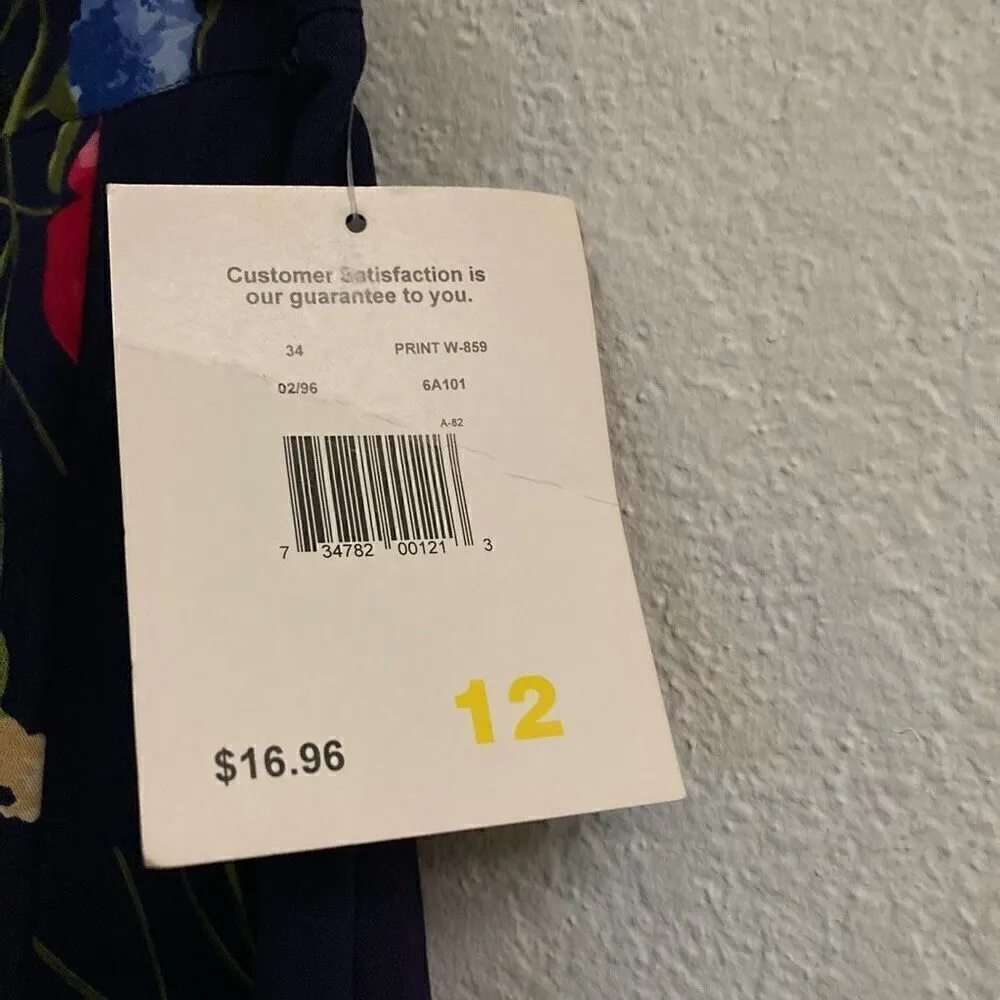 Customer Satisfaction is
our guarantee to you.
34 PRINT W-859
02/96 6A101
A-82
7 34782 00121 3
12
$16.96